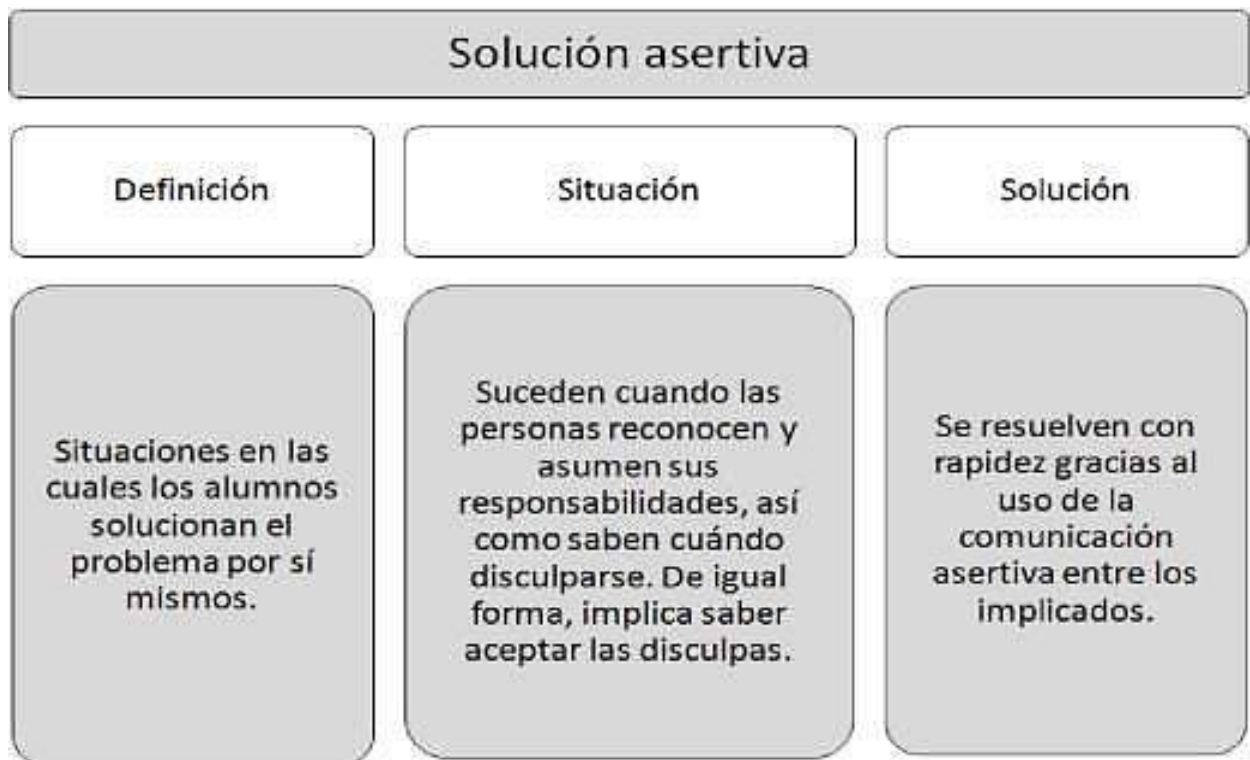 Solución asertiva
Definición
Situación
Solución
Situaciones en las
cuales los alumnos
solucionan el
problema por sí
mismos.
Suceden cuando las
personas reconocen y
asumen sus
responsabilidades, así
como saben cuándo
disculparse. De igual
forma, implica saber
aceptar las disculpas.
Se resuelven con
rapidez gracias al
uso de la
comunicación
asertiva entre los
implicados.